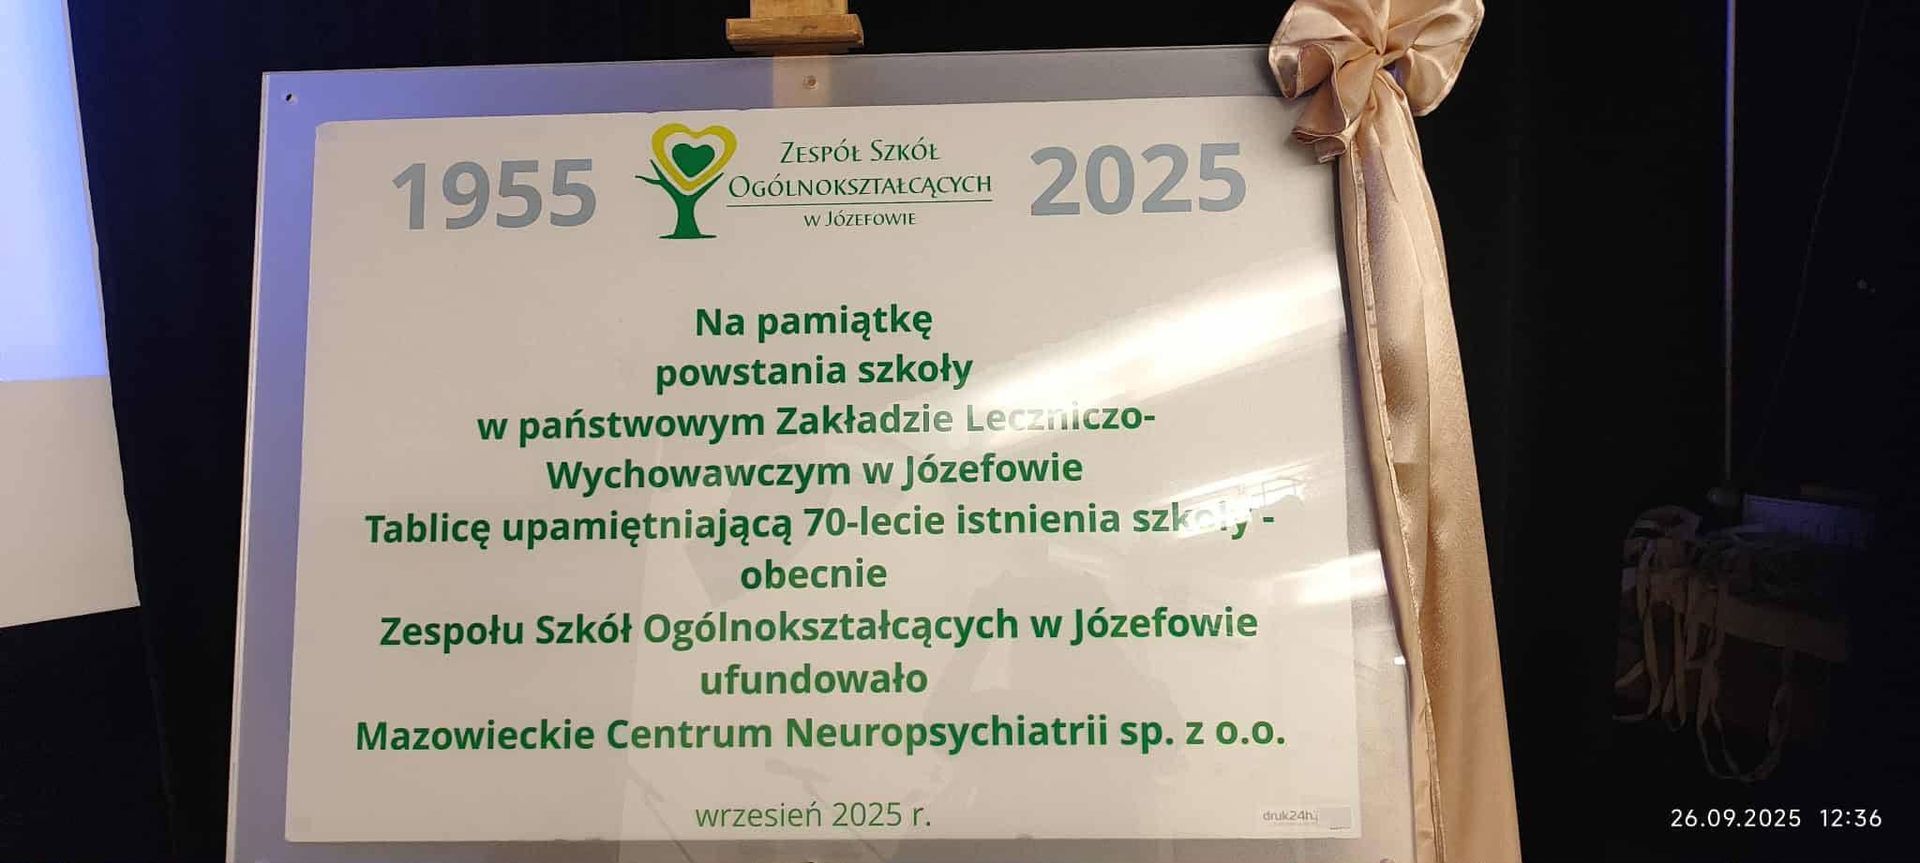 1955
Zespół Szkół
Ogólnokształcących
w Józefowie
2025
Na pamiątkę
powstania szkoły
w państwowym Zakładzie Leczniczo-
Wychowawczym w Józefowie
Tablicę upamiętniającą 70-lecie istnienia szkoły -
obecnie
Zespołu Szkół Ogólnokształcących w Józefowie
ufundowało
Mazowieckie Centrum Neuropsychiatrii sp. z o.o.
wrzesień 2025 r.
druk24h.
26.09.2025 12:36